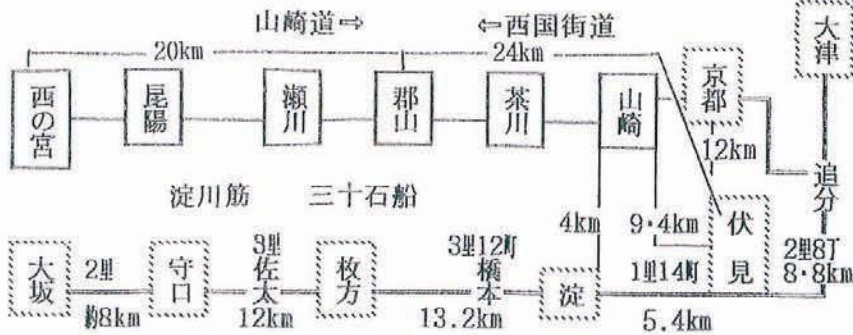 山崎道⇒
⇐西国街道
大津
20km
24km
西の宮
昆陽
瀬川
郡山
茶川
山崎
京都
12km
追分
淀川筋 三十石船
4km
9・4km
伏見
大坂
2里
約8km
守口
3里
佐太
12km
枚方
3里12町
橋本
13.2km
淀
1里14町
5.4km
2里8丁
8・8km